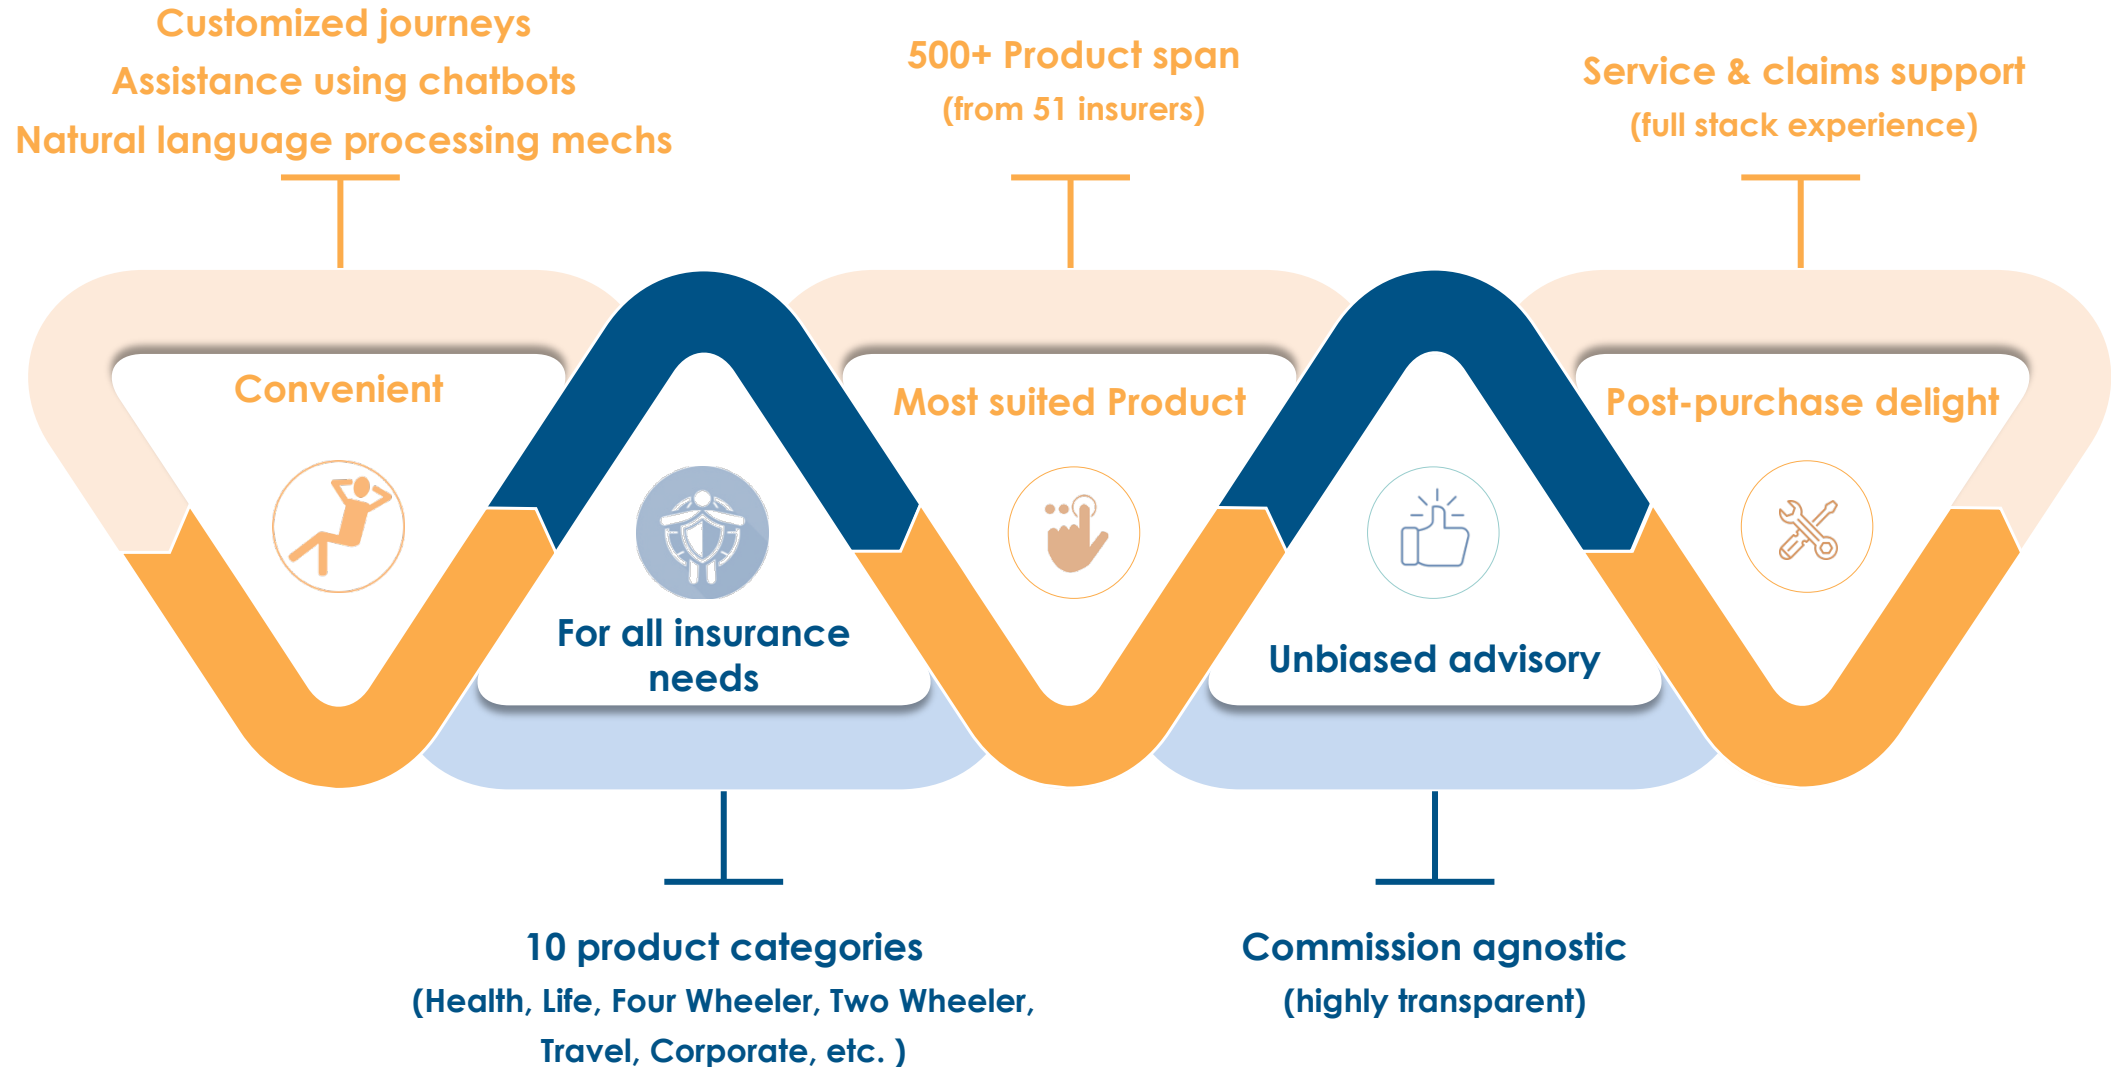 Customized journeys
Assistance using chatbots
Natural language processing mechs
500+ Product span
(from 51 insurers)
Service & claims support
(full stack experience)
Convenient
Most suited Product
Post-purchase delight
For all insurance
needs
Unbiased advisory
10 product categories
(Health, Life, Four Wheeler, Two Wheeler,
Travel, Corporate, etc. )
Commission agnostic
(highly transparent)